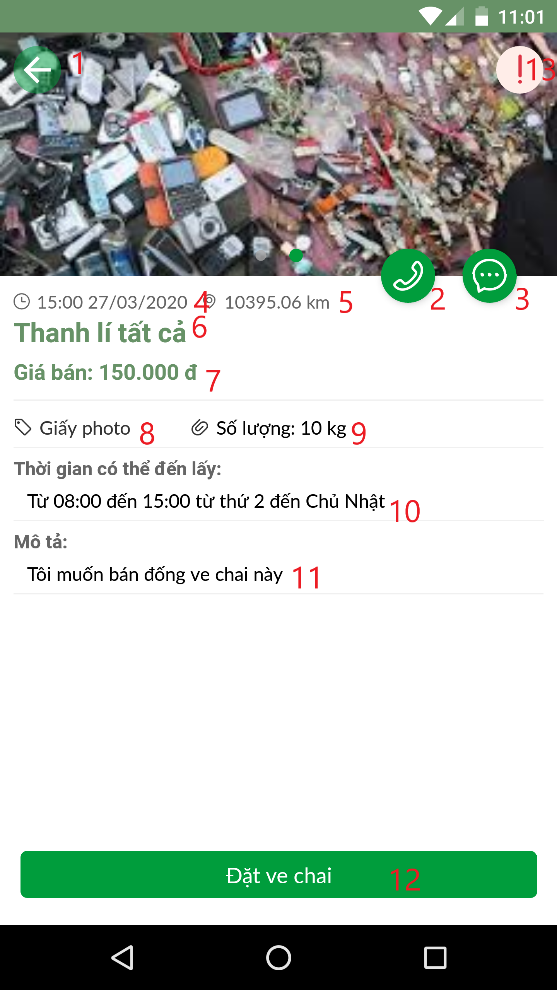 11:01
1
!13
2
3
15:00 27/03/2020 4 10395.06 km 5
Thanh lí tất cả 6
Giá bán: 150.000 đ 7
Giấy photo 8 Số lượng: 10 kg 9
Thời gian có thể đến lấy:
Từ 08:00 đến 15:00 từ thứ 2 đến Chủ Nhật 10
Mô tả:
Tôi muốn bán đống ve chai này 11
Đặt ve chai 12